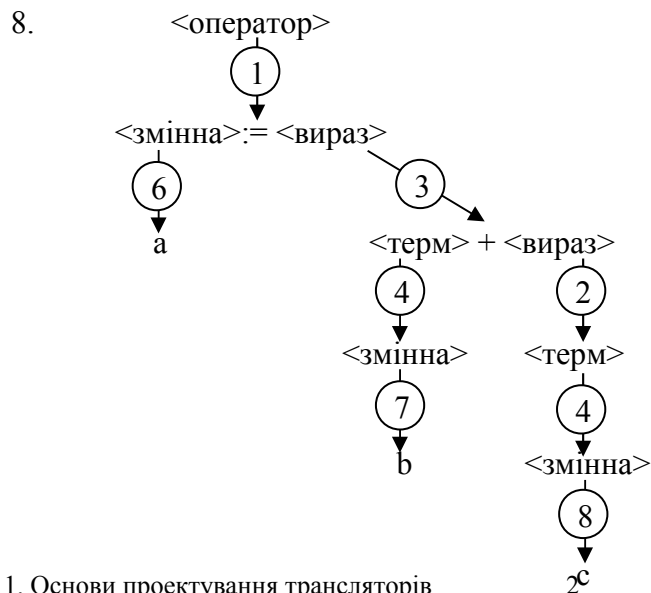 8. <оператор>
1
<змінна>:= <вираз>
6 3
a <терм> + <вираз>
4 2
<змінна> <терм>
7 4
b <змінна>
8
1. Основи проектування трансляторів 2c